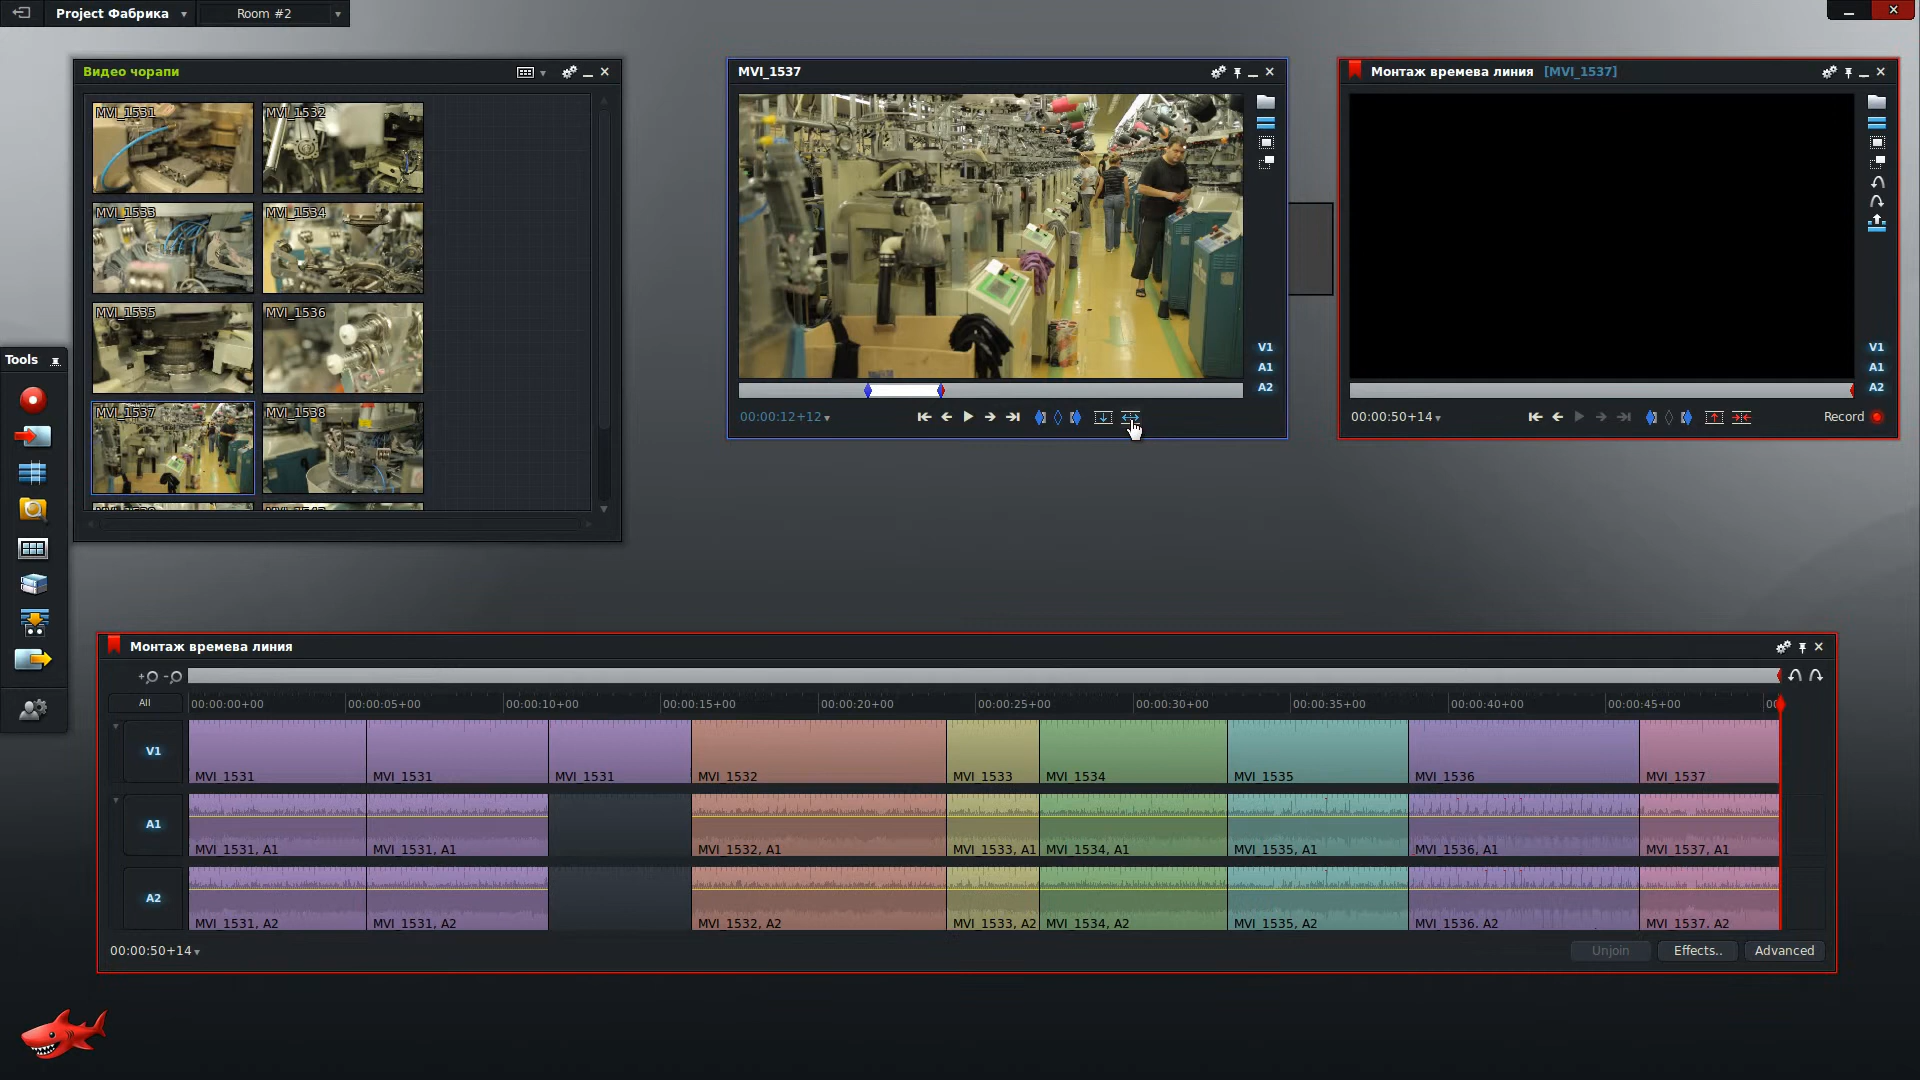 Project Фабрика
Room #2
Видео чорапи
MVI_1531
MVI_1532
MVI_1533
MVI_1534
MVI_1535
MVI_1536
MVI_1537
MVI_1538
MVI_1537
V1
A1
A2
00:00:12+12
Монтаж времева линия [MVI_1537]
V1
A1
A2
00:00:50+14
Record
Tools
Монтаж времева линия
All
00:00:00+00
00:00:05+00
00:00:10+00
00:00:15+00
00:00:20+00
00:00:25+00
00:00:30+00
00:00:35+00
00:00:40+00
00:00:45+00
00
V1
MVI_1531
MVI_1531
MVI_1531
MVI_1532
MVI_1533
MVI_1534
MVI_1535
MVI_1536
MVI_1537
A1
MVI_1531, A1
MVI_1531, A1
MVI_1532, A1
MVI_1533, A1
MVI_1534, A1
MVI_1535, A1
MVI_1536, A1
MVI_1537, A1
A2
MVI_1531, A2
MVI_1531, A2
MVI_1532, A2
MVI_1533, A2
MVI_1534, A2
MVI_1535, A2
MVI_1536, A2
MVI_1537, A2
00:00:50+14
Unjoin
Effects..
Advanced